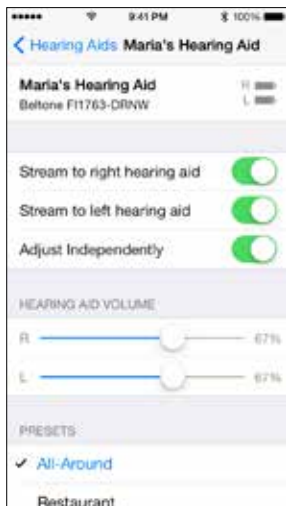 9:41 PM 100%
Hearing Aids Maria's Hearing Aid
Maria's Hearing Aid R
Beltone FI1763-DRNW L
Stream to right hearing aid
Stream to left hearing aid
Adjust Independently
HEARING AID VOLUME
R 67%
L 67%
PRESETS
✓ All-Around
Restaurant